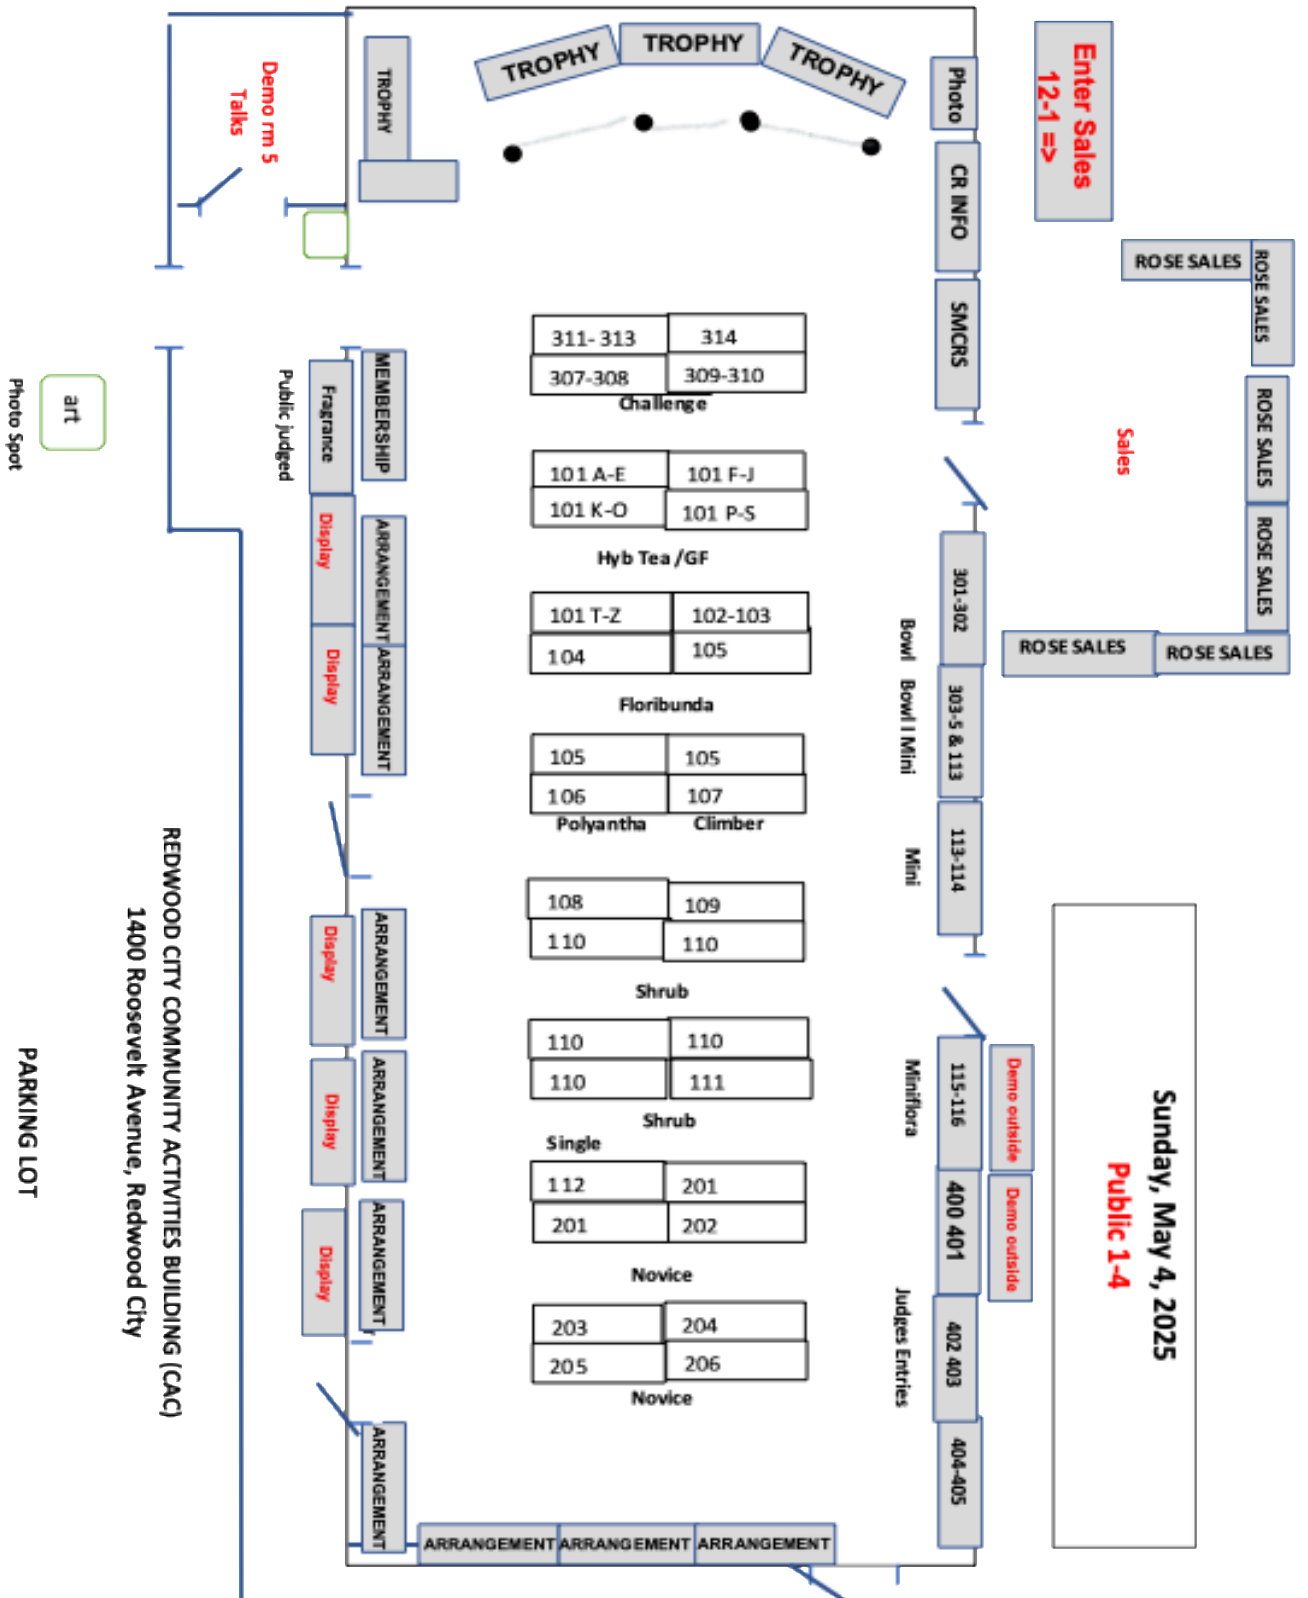 TROPHY
TROPHY
TROPHY
TROPHY
Photo
CR INFO
SMCRS
Enter Sales
12-1 =>
Demo rm 5
Talks
ROSE SALES
ROSE SALES
ROSE SALES
ROSE SALES
ROSE SALES
ROSE SALES
Sales
311- 313
314
307-308
309-310
Challenge
101 A-E
101 F-J
101 K-O
101 P-S
Hyb Tea /GF
101 T-Z
102-103
104
105
Floribunda
105
105
106
107
Polyantha
Climber
108
109
110
110
Shrub
110
110
110
111
Shrub
Single
112
201
201
202
Novice
203
204
205
206
Novice
301-302
303-5 & 113
113-114
115-116
400 401
402 403
404-405
Bowl
Bowl I Mini
Mini
Miniflora
Judges Entries
Demo outside
Demo outside
Sunday, May 4, 2025
Public 1-4
MEMBERSHIP
ARRANGEMENT
ARRANGEMENT
ARRANGEMENT
ARRANGEMENT
ARRANGEMENT
ARRANGEMENT
ARRANGEMENT
ARRANGEMENT
ARRANGEMENT
Fragrance
Public judged
Display
Display
Display
Display
Display
art
Photo Spot
REDWOOD CITY COMMUNITY ACTIVITIES BUILDING (CAC)
1400 Roosevelt Avenue, Redwood City
PARKING LOT